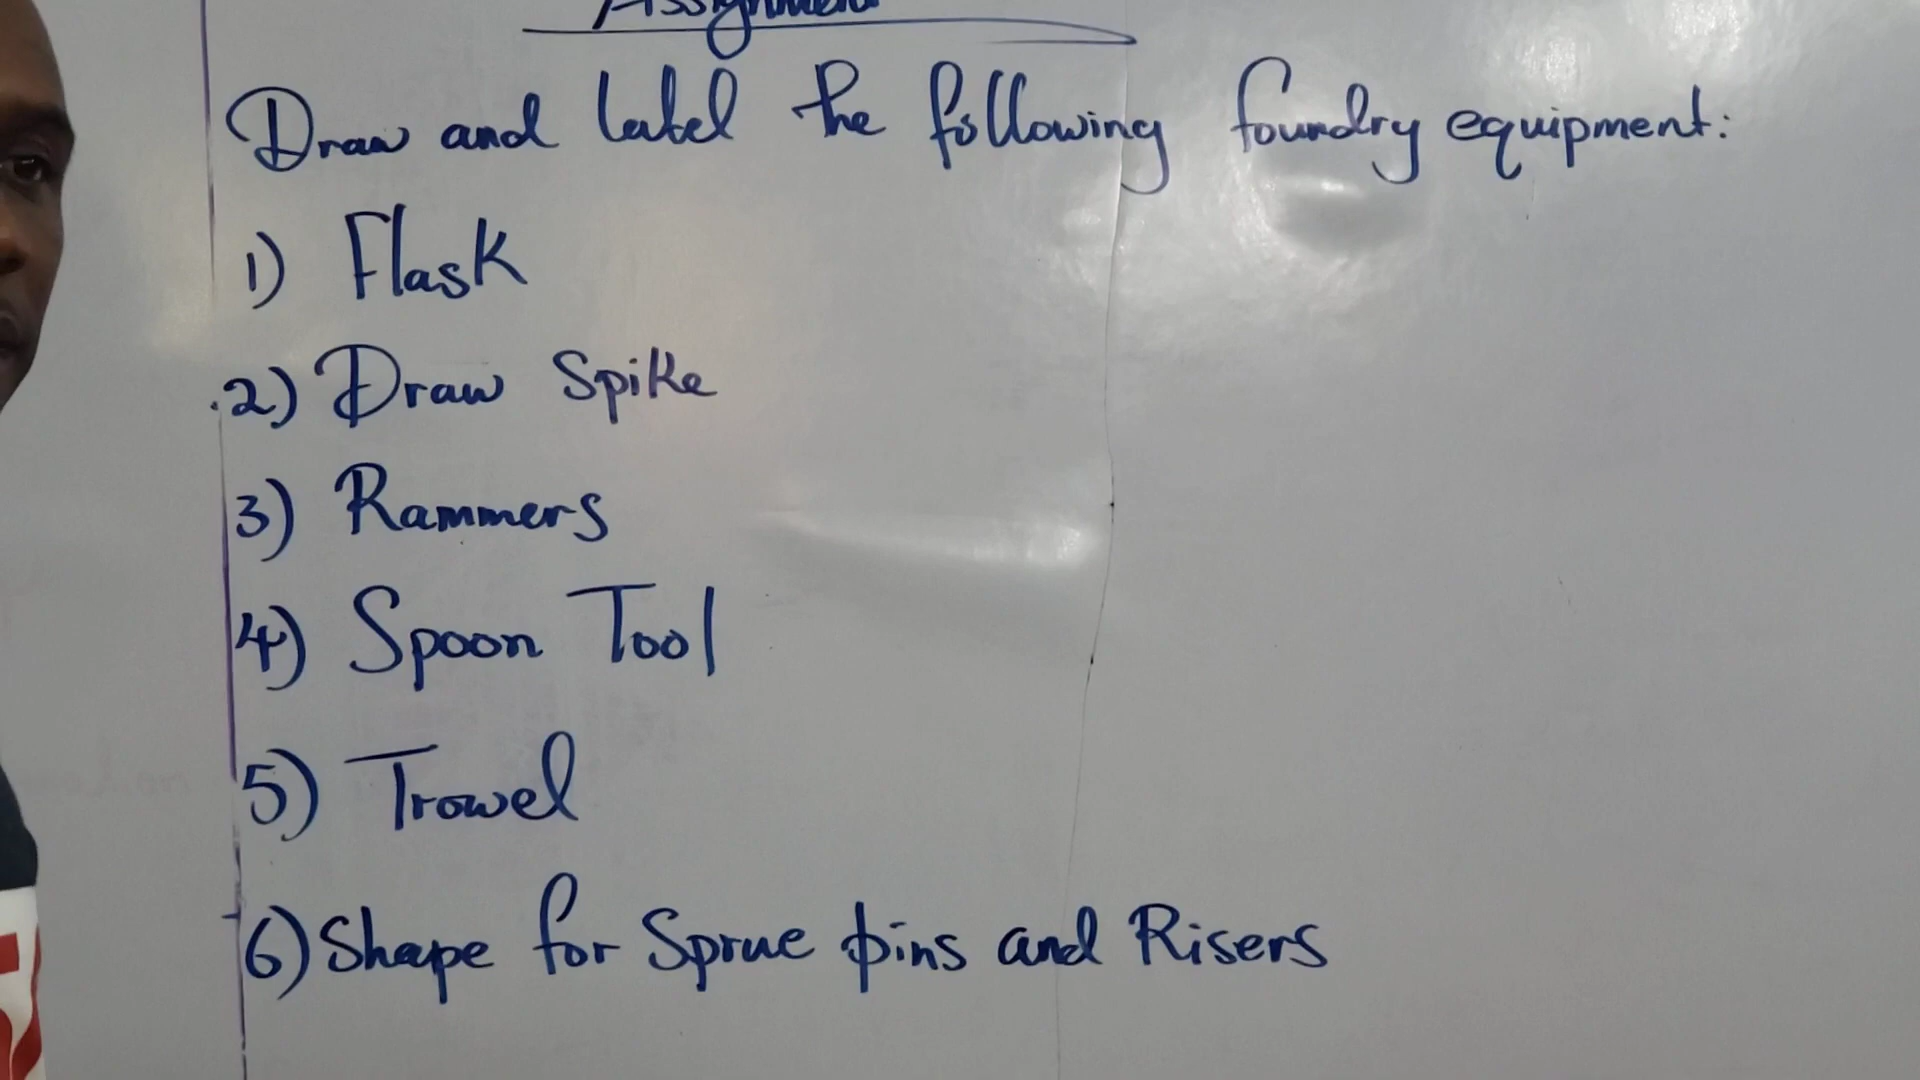 Assignment
Draw and label the following foundry equipment:
1) Flask
2) Draw Spike
3) Rammers
4) Spoon Tool
5) Trowel
6) Shape for Sprue pins and Risers